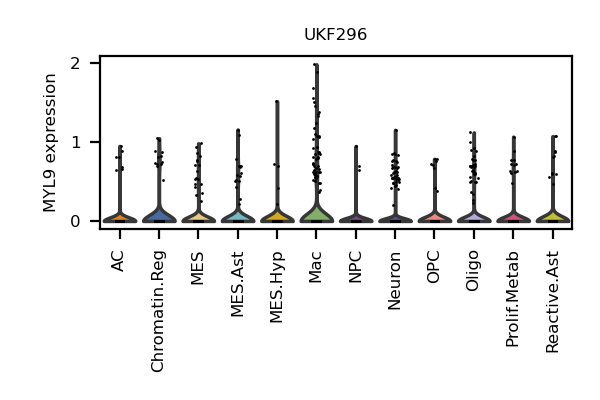 UKF296
MYL9 expression
2
1
0
AC
Chromatin.Reg
MES
MES.Ast
MES.Hyp
Mac
NPC
Neuron
OPC
Oligo
Prolif.Metab
Reactive.Ast